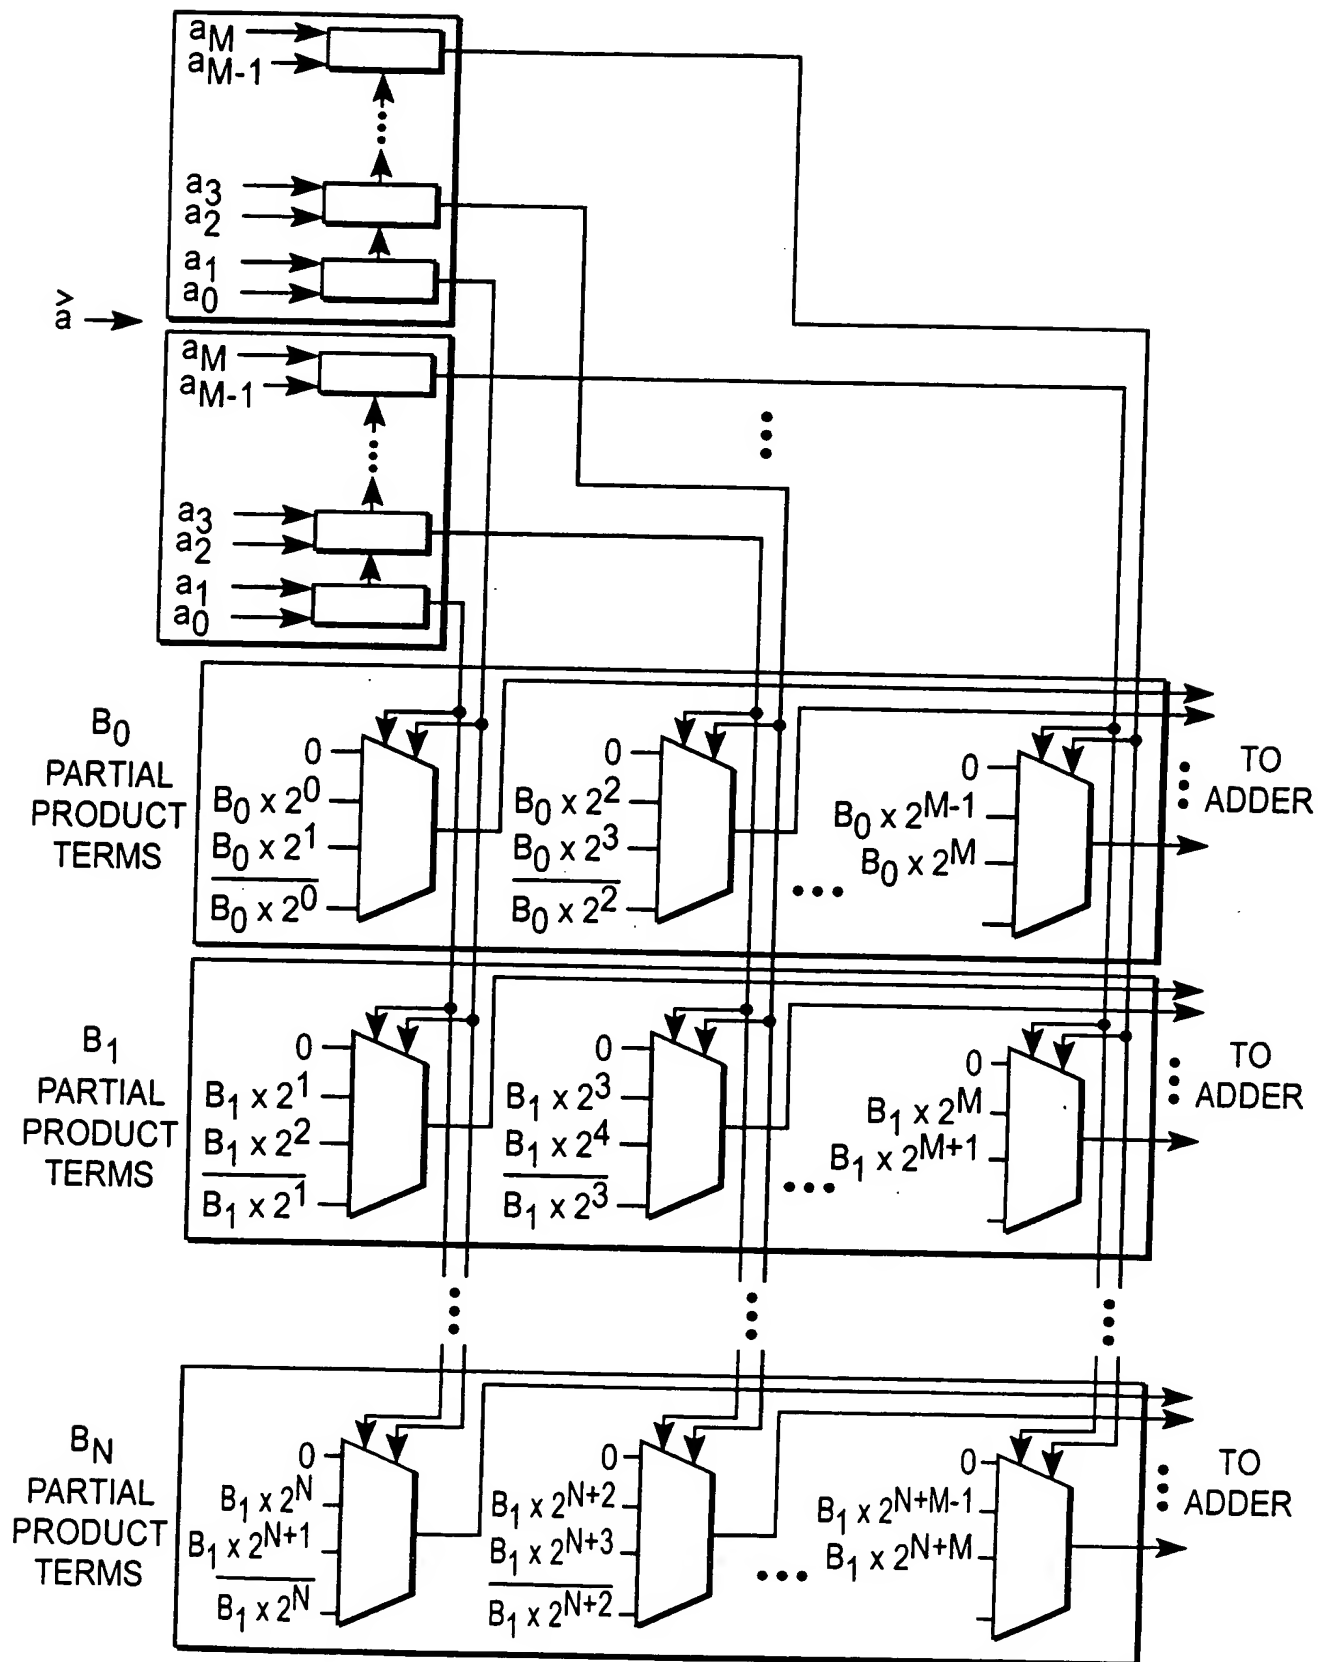 aM
aM-1
a3
a2
a1
a0
>
a
aM
aM-1
a3
a2
a1
a0
B0
PARTIAL
PRODUCT
TERMS
0
B0 x 2^0
B0 x 2^1
B0 x 2^0
0
B0 x 2^2
B0 x 2^3
B0 x 2^2
0
B0 x 2^M-1
B0 x 2^M
TO
ADDER
B1
PARTIAL
PRODUCT
TERMS
0
B1 x 2^1
B1 x 2^2
B1 x 2^1
0
B1 x 2^3
B1 x 2^4
B1 x 2^3
0
B1 x 2^M
B1 x 2^M+1
TO
ADDER
BN
PARTIAL
PRODUCT
TERMS
0
B1 x 2^N
B1 x 2^N+1
B1 x 2^N
0
B1 x 2^N+2
B1 x 2^N+3
B1 x 2^N+2
0
B1 x 2^N+M-1
B1 x 2^N+M
TO
ADDER